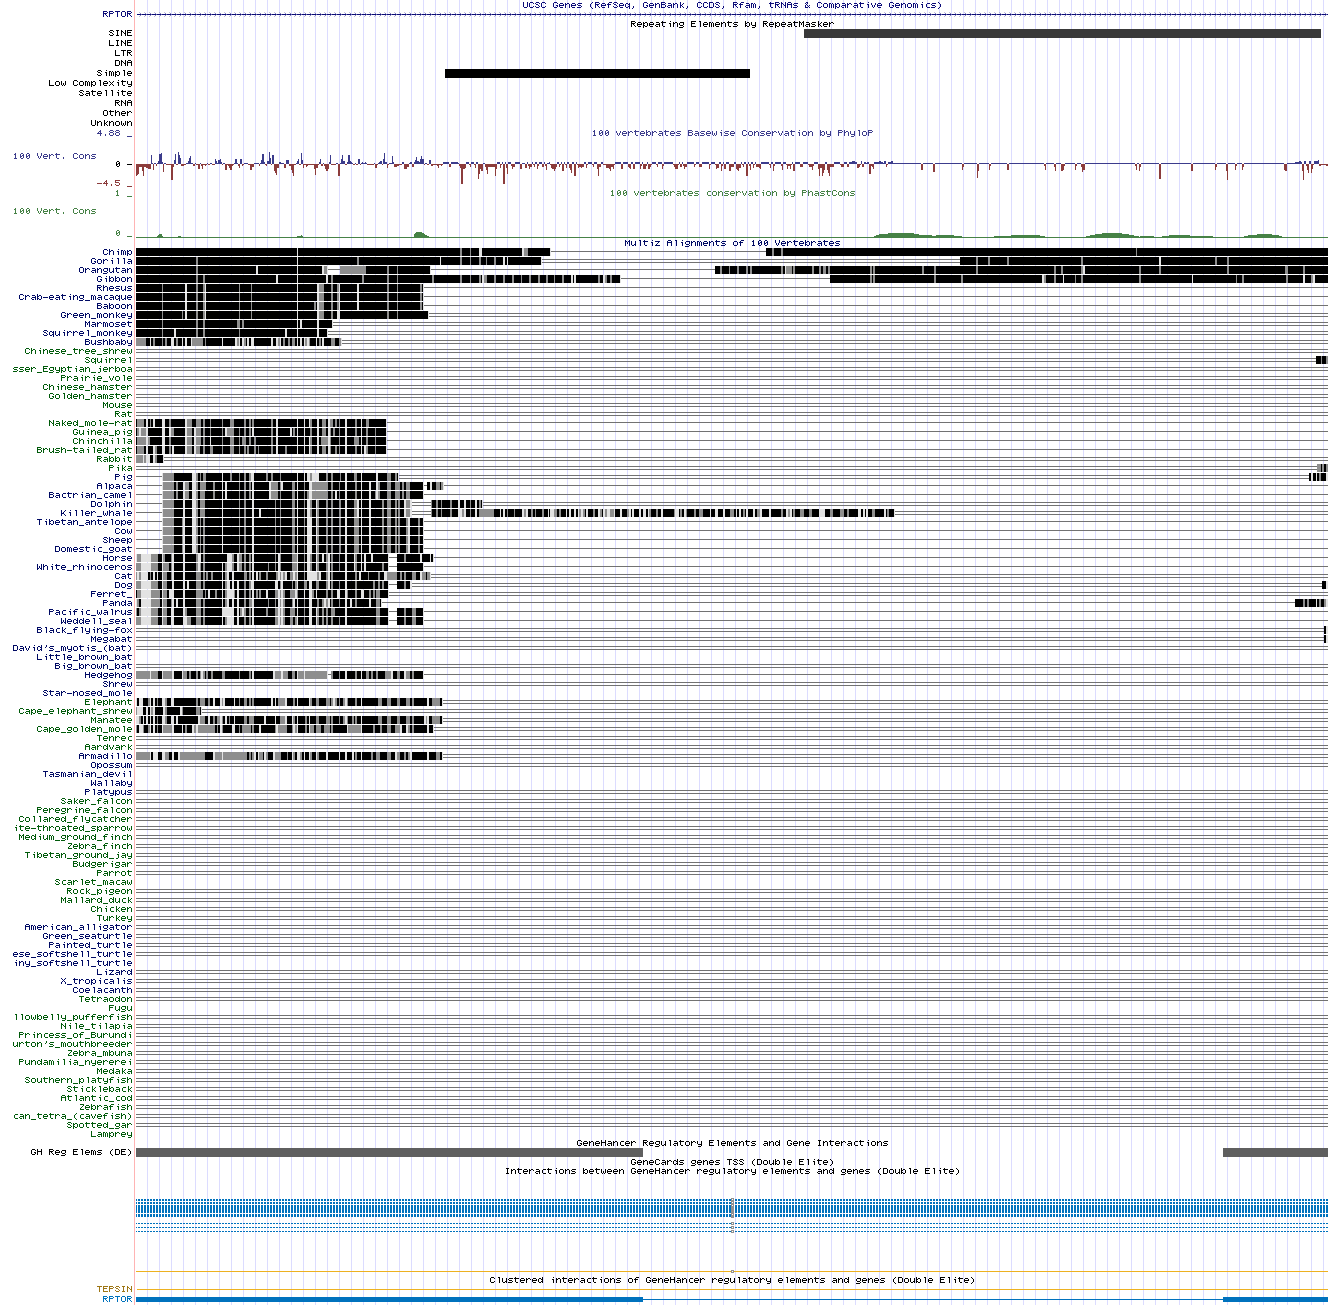 UCSC Genes (RefSeq, GenBank, CCDS, Rfam, tRNAs & Comparative Genomics)
RPTOR
Repeating Elements by RepeatMasker
SINE
LINE
LTR
DNA
Simple
Low Complexity
Satellite
RNA
Other
Unknown
4.88 _
100 vertebrates Basewise Conservation by PhyloP
100 Vert. Cons
0 _
-4.5 _
1 _
100 vertebrates conservation by PhastCons
100 Vert. Cons
0 _
Multiz Alignments of 100 Vertebrates
Chimp
Gorilla
Orangutan
Gibbon
Rhesus
Crab-eating_macaque
Baboon
Green_monkey
Marmoset
Squirrel_monkey
Bushbaby
Chinese_tree_shrew
Squirrel
sser_Egyptian_jerboa
Prairie_vole
Chinese_hamster
Golden_hamster
Mouse
Rat
Naked_mole-rat
Guinea_pig
Chinchilla
Brush-tailed_rat
Rabbit
Pika
Pig
Alpaca
Bactrian_camel
Dolphin
Killer_whale
Tibetan_antelope
Cow
Sheep
Domestic_goat
Horse
White_rhinoceros
Cat
Dog
Ferret_
Panda
Pacific_walrus
Weddell_seal
Black_flying-fox
Megabat
David's_myotis_(bat)
Little_brown_bat
Big_brown_bat
Hedgehog
Shrew
Star-nosed_mole
Elephant
Cape_elephant_shrew
Manatee
Cape_golden_mole
Tenrec
Aardvark
Armadillo
Opossum
Tasmanian_devil
Wallaby
Platypus
Saker_falcon
Peregrine_falcon
Collared_flycatcher
ite-throated_sparrow
Medium_ground_finch
Zebra_finch
Tibetan_ground_jay
Budgerigar
Parrot
Scarlet_macaw
Rock_pigeon
Mallard_duck
Chicken
Turkey
American_alligator
Green_seaturtle
Painted_turtle
ese_softshell_turtle
iny_softshell_turtle
Lizard
X_tropicalis
Coelacanth
Tetraodon
Fugu
llowbelly_pufferfish
Nile_tilapia
Princess_of_Burundi
urton's_mouthbreeder
Zebra_mbuna
Pundamilia_nyererei
Medaka
Southern_platyfish
Stickleback
Atlantic_cod
Zebrafish
can_tetra_(cavefish)
Spotted_gar
Lamprey
GeneHancer Regulatory Elements and Gene Interactions
GH Reg Elems (DE)
GeneCards genes TSS (Double Elite)
Interactions between GeneHancer regulatory elements and genes (Double Elite)
Clustered interactions of GeneHancer regulatory elements and genes (Double Elite)
TEPSIN
RPTOR